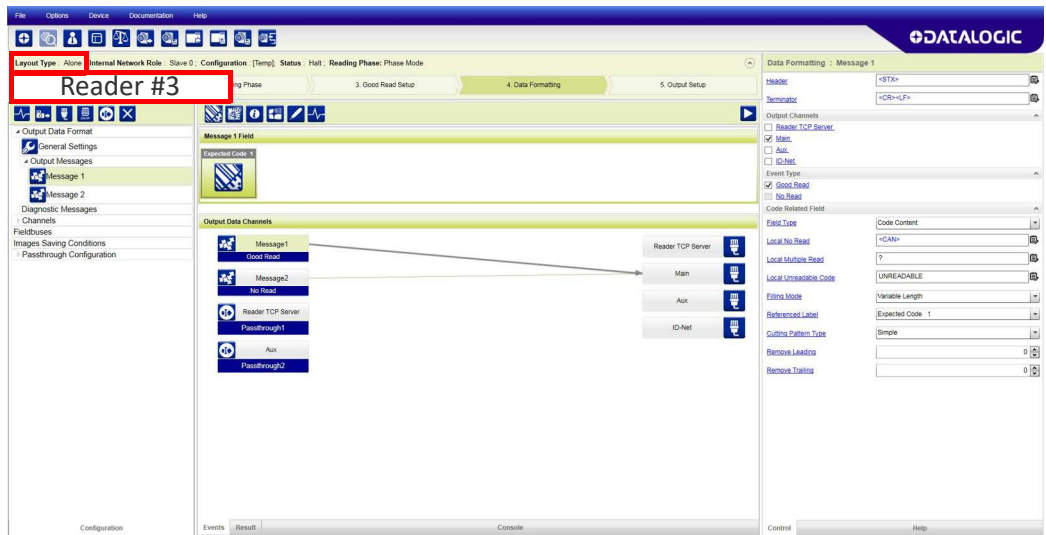 File Options Device Documentation Help
DATALOGIC
Layout Type : Alone Internal Network Role : Slave 0 ; Configuration : [Temp]; Status : Halt ; Reading Phase: Phase Mode
Reader #3
ng Phase
3. Good Read Setup
4. Data Formatting
5. Output Setup
Output Data Format
General Settings
Output Messages
Message 1
Message 2
Diagnostic Messages
Channels
Fieldbuses
Images Saving Conditions
Passthrough Configuration
Configuration
Message 1 Field
Expected Code 1
Output Data Channels
Message1
Good Read
Message2
No Read
Reader TCP Server
Passthrough1
Aux
Passthrough2
Reader TCP Server
Main
Aux
ID-Net
Events Result Console
Data Formatting : Message 1
Header <STX>
Terminator <CR><LF>
Output Channels
Reader TCP Server
Main
Aux
ID-Net
Event Type
Good Read
No Read
Code Related Field
Field Type Code Content
Local No Read <CAN>
Local Multiple Read ?
Local Unreadable Code UNREADABLE
Filling Mode Variable Length
Referenced Label Expected Code 1
Cutting Pattern Type Simple
Remove Leading 0
Remove Trailing 0
Control Help